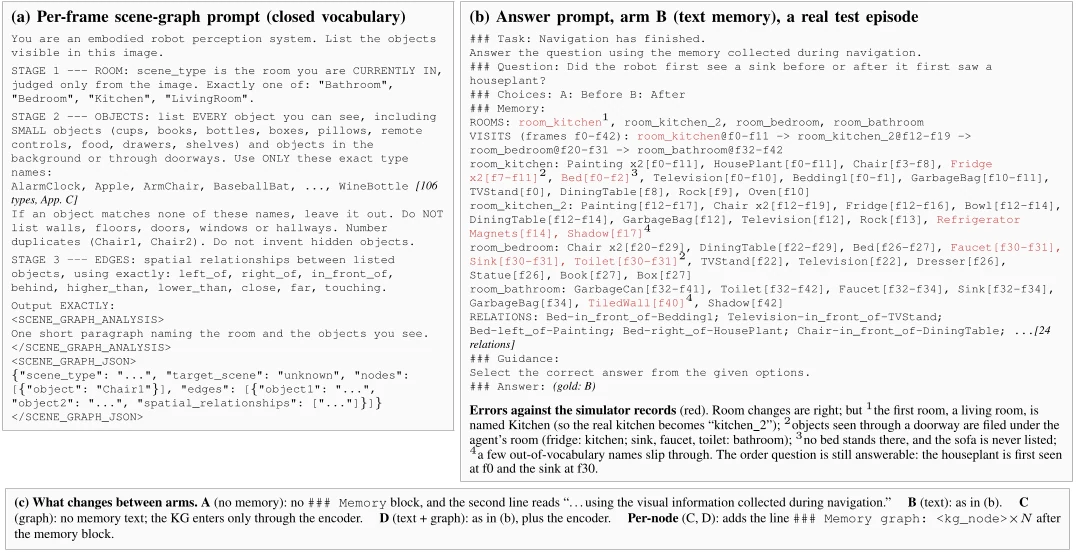 (a) Per-frame scene-graph prompt (closed vocabulary)
You are an embodied robot perception system. List the objects
visible in this image.
STAGE 1 --- ROOM: scene_type is the room you are CURRENTLY IN,
judged only from the image. Exactly one of: "Bathroom",
"Bedroom", "Kitchen", "LivingRoom".
STAGE 2 --- OBJECTS: list EVERY object you can see, including
SMALL objects (cups, books, bottles, boxes, pillows, remote
controls, food, drawers, shelves) and objects in the
background or through doorways. Use ONLY these exact type
names:
AlarmClock, Apple, ArmChair, BaseballBat, ..., WineBottle [106
types, App. C]
If an object matches none of these names, leave it out. Do NOT
list walls, floors, doors, windows or hallways. Number
duplicates (Chair1, Chair2). Do not invent hidden objects.
STAGE 3 --- EDGES: spatial relationships between listed
objects, using exactly: left_of, right_of, in_front_of,
behind, higher_than, lower_than, close, far, touching.
Output EXACTLY:
<SCENE_GRAPH_ANALYSIS>
One short paragraph naming the room and the objects you see.
</SCENE_GRAPH_ANALYSIS>
<SCENE_GRAPH_JSON>
{"scene_type": "...", "target_scene": "unknown", "nodes":
[{"object": "Chair1"}], "edges": [{"object1": "...",
"object2": "...", "spatial_relationships": ["..."]}]}
</SCENE_GRAPH_JSON>
(b) Answer prompt, arm B (text memory), a real test episode
### Task: Navigation has finished.
Answer the question using the memory collected during navigation.
### Question: Did the robot first see a sink before or after it first saw a
houseplant?
### Choices: A: Before B: After
### Memory:
ROOMS: room_kitchen¹, room_kitchen_2, room_bedroom, room_bathroom
VISITS (frames f0-f42): room_kitchen@f0-f11 -> room_kitchen_2@f12-f19 ->
room_bedroom@f20-f31 -> room_bathroom@f32-f42
room_kitchen: Painting x2[f0-f11], HousePlant[f0-f11], Chair[f3-f8], Fridge
x2[f7-f11]², Bed[f0-f2]³, Television[f0-f10], Bedding1[f0-f1], GarbageBag[f10-f11],
TVStand[f0], DiningTable[f8], Rock[f9], Oven[f10]
room_kitchen_2: Painting[f12-f17], Chair x2[f12-f19], Fridge[f12-f16], Bowl[f12-f14],
DiningTable[f12-f14], GarbageBag[f12], Television[f12], Rock[f13], Refrigerator
Magnets[f14], Shadow[f17]⁴
room_bedroom: Chair x2[f20-f29], DiningTable[f22-f29], Bed[f26-f27], Faucet[f30-f31],
Sink[f30-f31], Toilet[f30-f31]², TVStand[f22], Television[f22], Dresser[f26],
Statue[f26], Book[f27], Box[f27]
room_bathroom: GarbageCan[f32-f41], Toilet[f32-f42], Faucet[f32-f34], Sink[f32-f34],
GarbageBag[f34], TiledWall[f40]⁴, Shadow[f42]
RELATIONS: Bed-in_front_of-Bedding1; Television-in_front_of-TVStand;
Bed-left_of-Painting; Bed-right_of-HousePlant; Chair-in_front_of-DiningTable; ...[24
relations]
### Guidance:
Select the correct answer from the given options.
### Answer: (gold: B)
Errors against the simulator records (red). Room changes are right; but ¹the first room, a living room, is
named Kitchen (so the real kitchen becomes “kitchen_2”); ²objects seen through a doorway are filed under the
agent’s room (fridge: kitchen; sink, faucet, toilet: bathroom); ³no bed stands there, and the sofa is never listed;
⁴a few out-of-vocabulary names slip through. The order question is still answerable: the houseplant is first seen
at f0 and the sink at f30.
(c) What changes between arms. A (no memory): no ### Memory block, and the second line reads “...using the visual information collected during navigation.” B (text): as in (b). C
(graph): no memory text; the KG enters only through the encoder. D (text + graph): as in (b), plus the encoder. Per-node (C, D): adds the line ### Memory graph: <kg_node>×N after
the memory block.